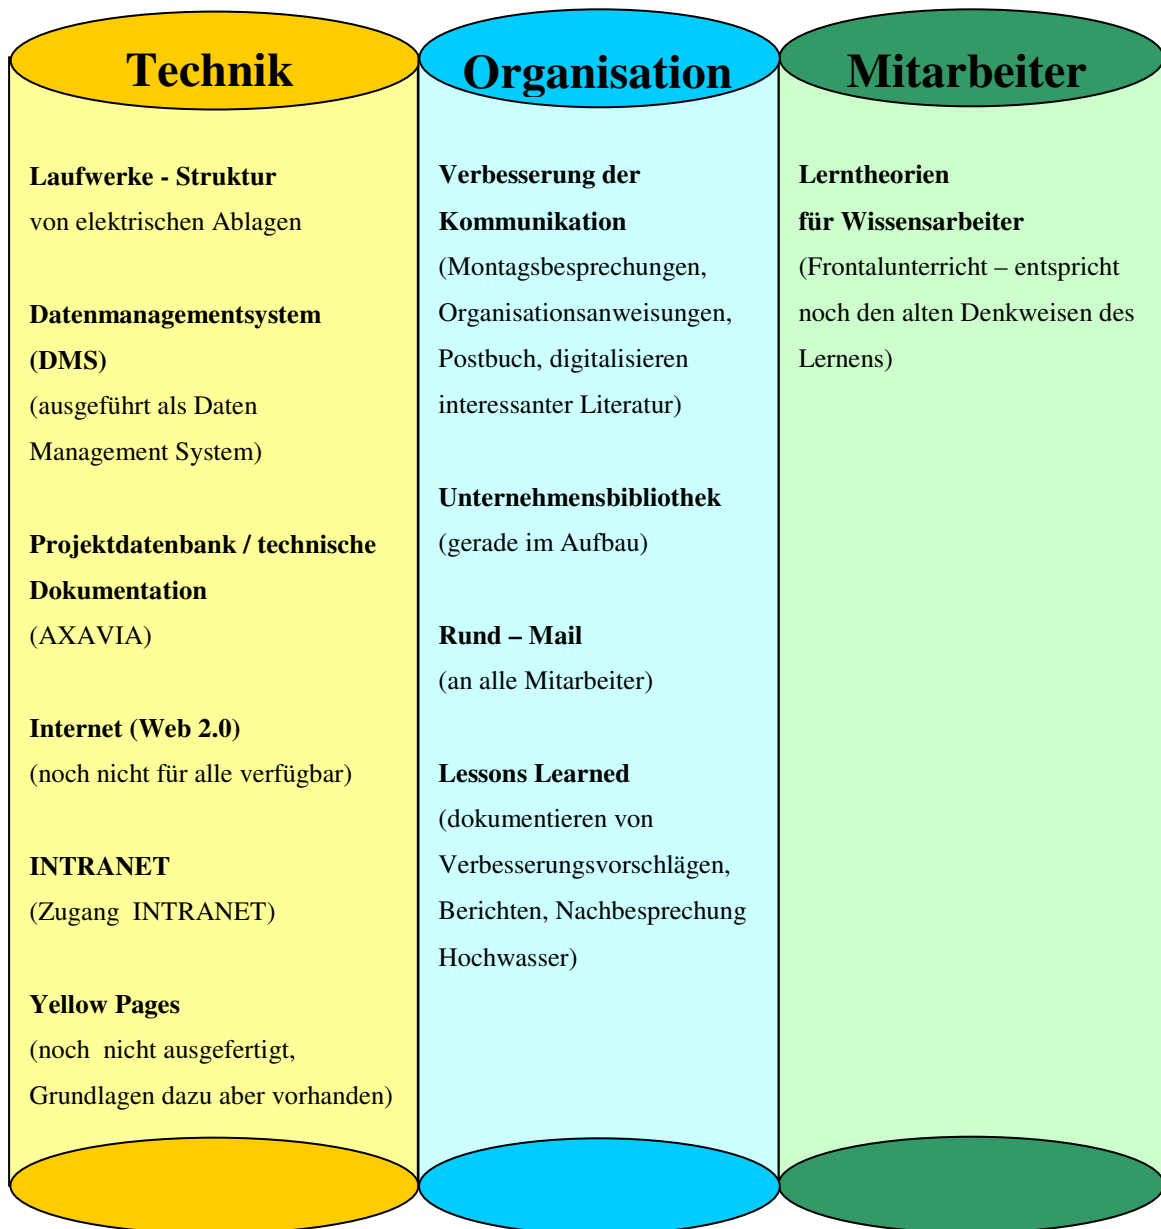 Technik
Laufwerke - Struktur
von elektrischen Ablagen
Datenmanagementsystem
(DMS)
(ausgeführt als Daten
Management System)
Projektdatenbank / technische
Dokumentation
(AXAVIA)
Internet (Web 2.0)
(noch nicht für alle verfügbar)
INTRANET
(Zugang  INTRANET)
Yellow Pages
(noch  nicht ausgefertigt,
Grundlagen dazu aber vorhanden)
Organisation
Verbesserung der
Kommunikation
(Montagsbesprechungen,
Organisationsanweisungen,
Postbuch, digitalisieren
interessanter Literatur)
Unternehmensbibliothek
(gerade im Aufbau)
Rund – Mail
(an alle Mitarbeiter)
Lessons Learned
(dokumentieren von
Verbesserungsvorschlägen,
Berichten, Nachbesprechung
Hochwasser)
Mitarbeiter
Lerntheorien
für Wissensarbeiter
(Frontalunterricht – entspricht
noch den alten Denkweisen des
Lernens)